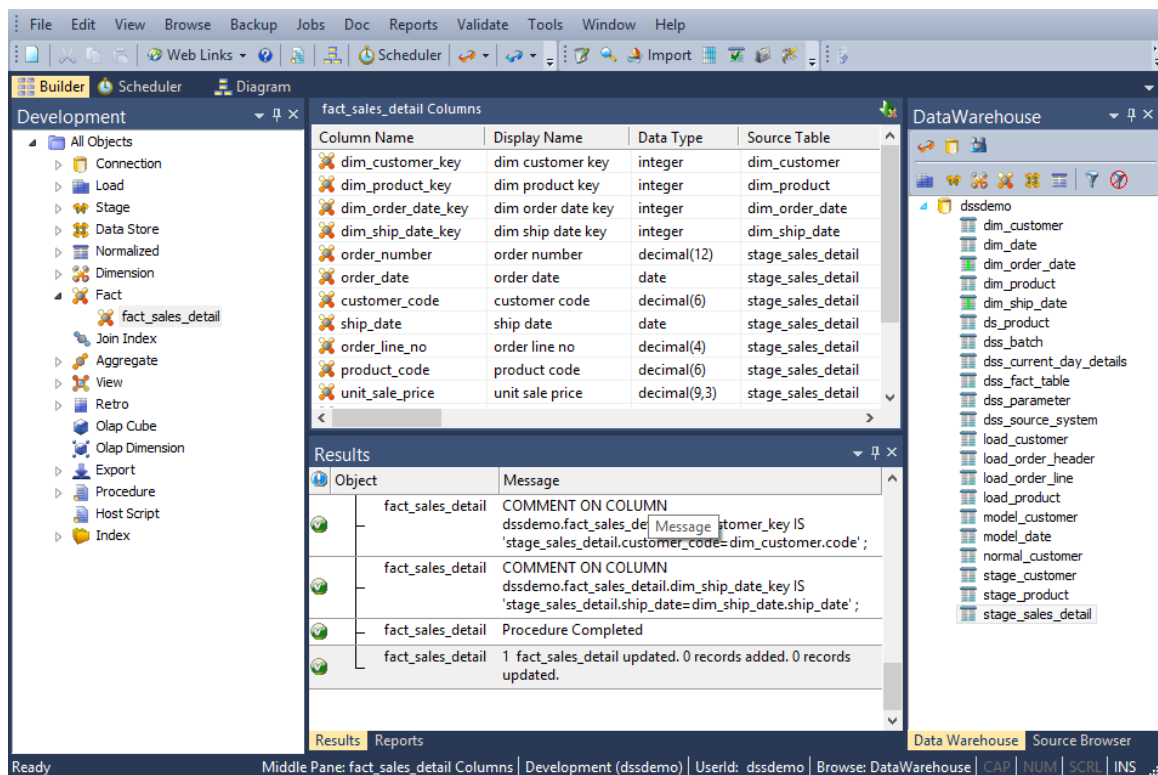 File Edit View Browse Backup Jobs Doc Reports Validate Tools Window Help
Web Links Scheduler Import
Builder Scheduler Diagram
Development
All Objects
Connection
Load
Stage
Data Store
Normalized
Dimension
Fact
fact_sales_detail
Join Index
Aggregate
View
Retro
Olap Cube
Olap Dimension
Export
Procedure
Host Script
Index
fact_sales_detail Columns
Column Name Display Name Data Type Source Table
dim_customer_key dim customer key integer dim_customer
dim_product_key dim product key integer dim_product
dim_order_date_key dim order date key integer dim_order_date
dim_ship_date_key dim ship date key integer dim_ship_date
order_number order number decimal(12) stage_sales_detail
order_date order date date stage_sales_detail
customer_code customer code decimal(6) stage_sales_detail
ship_date ship date date stage_sales_detail
order_line_no order line no decimal(4) stage_sales_detail
product_code product code decimal(6) stage_sales_detail
unit_sale_price unit sale price decimal(9,3) stage_sales_detail
Results
Object Message
fact_sales_detail COMMENT ON COLUMN
dssdemo.fact_sales_de Message stomer_key IS
'stage_sales_detail.customer_code=dim_customer.code' ;
fact_sales_detail COMMENT ON COLUMN
dssdemo.fact_sales_detail.dim_ship_date_key IS
'stage_sales_detail.ship_date=dim_ship_date.ship_date' ;
fact_sales_detail Procedure Completed
fact_sales_detail 1 fact_sales_detail updated. 0 records added. 0 records
updated.
Results Reports
DataWarehouse
dssdemo
dim_customer
dim_date
dim_order_date
dim_product
dim_ship_date
ds_product
dss_batch
dss_current_day_details
dss_fact_table
dss_parameter
dss_source_system
load_customer
load_order_header
load_order_line
load_product
model_customer
model_date
normal_customer
stage_customer
stage_product
stage_sales_detail
Data Warehouse Source Browser
Ready Middle Pane: fact_sales_detail Columns Development (dssdemo) UserId: dssdemo Browse: DataWarehouse CAP NUM SCRL INS